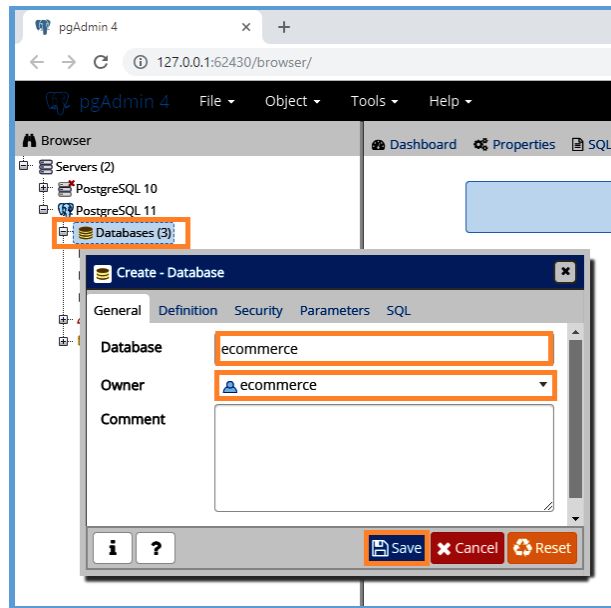 pgAdmin 4
127.0.0.1:62430/browser/
pgAdmin 4 File Object Tools Help
Browser
Dashboard Properties SQL
Servers (2)
PostgreSQL 10
PostgreSQL 11
Databases (3)
Create - Database
General Definition Security Parameters SQL
Database ecommerce
Owner ecommerce
Comment
i ? Save Cancel Reset